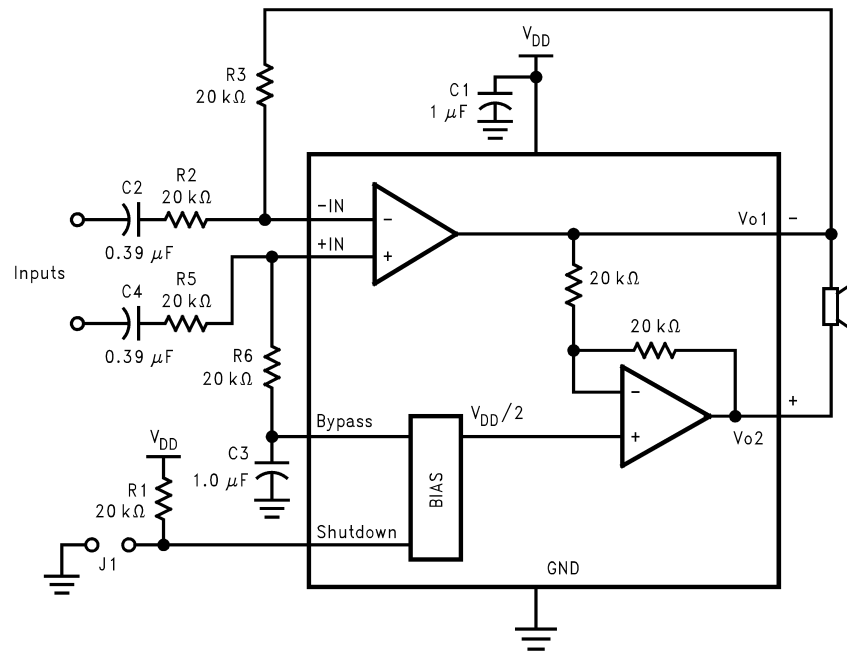 V_DD
R3
20 kΩ
C1
1 μF
C2
R2
20 kΩ
-IN
Vo1 -
0.39 μF
+IN
- 
+
Inputs
C4
R5
20 kΩ
20 kΩ
0.39 μF
20 kΩ
R6
20 kΩ
-
+
Bypass
V_DD/2
+
Vo2
V_DD
C3
1.0 μF
R1
20 kΩ
BIAS
Shutdown
J1
GND